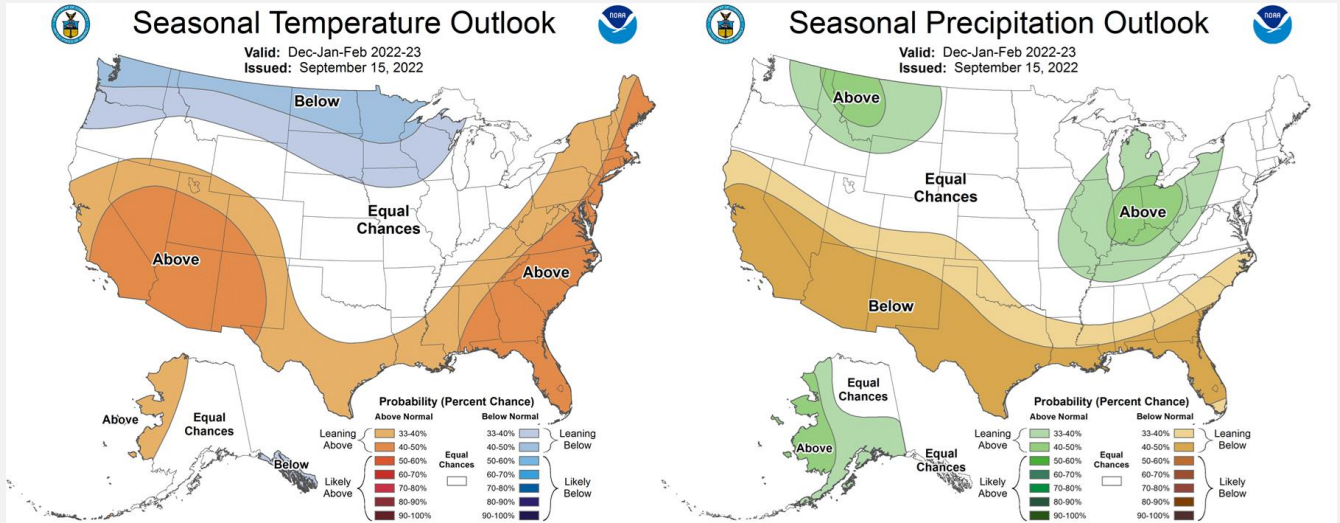 Seasonal Temperature Outlook
NOAA
Valid: Dec-Jan-Feb 2022-23
Issued: September 15, 2022
Below
Equal
Chances
Above
Above
Above
Equal
Chances
Below
Probability (Percent Chance)
Above Normal
Below Normal
Leaning
Above
Likely
Above
33-40%
40-50%
50-60%
60-70%
70-80%
80-90%
90-100%
Equal
Chances
33-40%
40-50%
50-60%
60-70%
70-80%
80-90%
90-100%
Leaning
Below
Likely
Below
Seasonal Precipitation Outlook
NOAA
Valid: Dec-Jan-Feb 2022-23
Issued: September 15, 2022
Above
Equal
Chances
Above
Below
Equal
Chances
Above
Equal
Chances
Probability (Percent Chance)
Above Normal
Below Normal
Leaning
Above
Likely
Above
33-40%
40-50%
50-60%
60-70%
70-80%
80-90%
90-100%
Equal
Chances
33-40%
40-50%
50-60%
60-70%
70-80%
80-90%
90-100%
Leaning
Below
Likely
Below